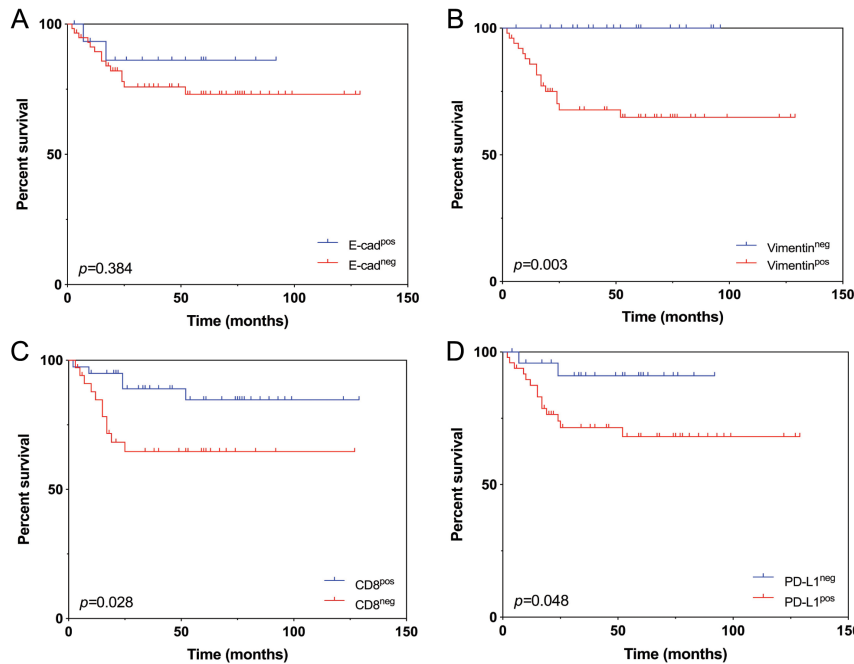 A
100
50
0
Percent survival
0 50 100 150
Time (months)
E-cadpos
E-cadneg
p=0.384
B
100
50
0
Percent survival
0 50 100 150
Time (months)
Vimentinneg
Vimentinpos
p=0.003
C
100
50
0
Percent survival
0 50 100 150
Time (months)
CD8pos
CD8neg
p=0.028
D
100
50
0
Percent survival
0 50 100 150
Time (months)
PD-L1neg
PD-L1pos
p=0.048